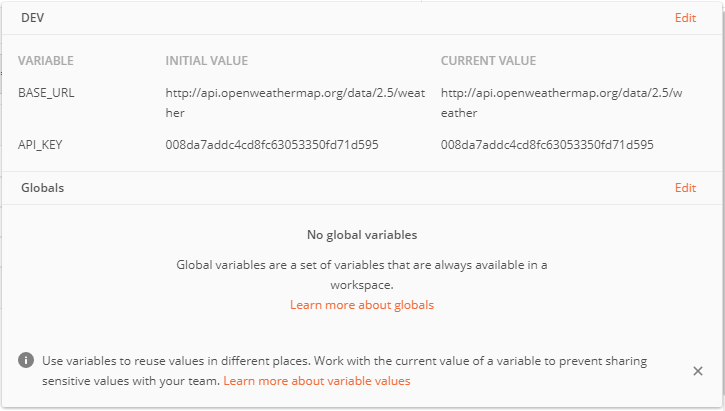 DEV Edit
VARIABLE INITIAL VALUE CURRENT VALUE
BASE_URL http://api.openweathermap.org/data/2.5/weat http://api.openweathermap.org/data/2.5/w
her eather
API_KEY 008da7addc4cd8fc63053350fd71d595 008da7addc4cd8fc63053350fd71d595
Globals Edit
No global variables
Global variables are a set of variables that are always available in a
workspace.
Learn more about globals
Use variables to reuse values in different places. Work with the current value of a variable to prevent sharing
sensitive values with your team. Learn more about variable values